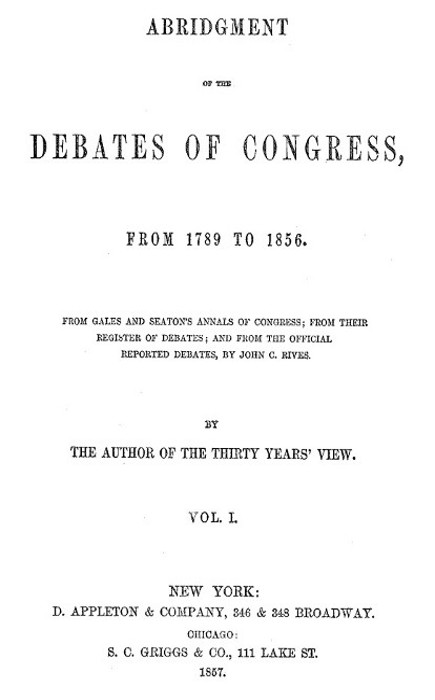 ABRIDGMENT
OF THE
DEBATES OF CONGRESS,
FROM 1789 TO 1856.
FROM GALES AND SEATON'S ANNALS OF CONGRESS; FROM THEIR
REGISTER OF DEBATES; AND FROM THE OFFICIAL
REPORTED DEBATES, BY JOHN C. RIVES.
BY
THE AUTHOR OF THE THIRTY YEARS' VIEW.
VOL. I.
NEW YORK:
D. APPLETON & COMPANY, 346 & 348 BROADWAY.
CHICAGO:
S. C. GRIGGS & CO., 111 LAKE ST.
1857.